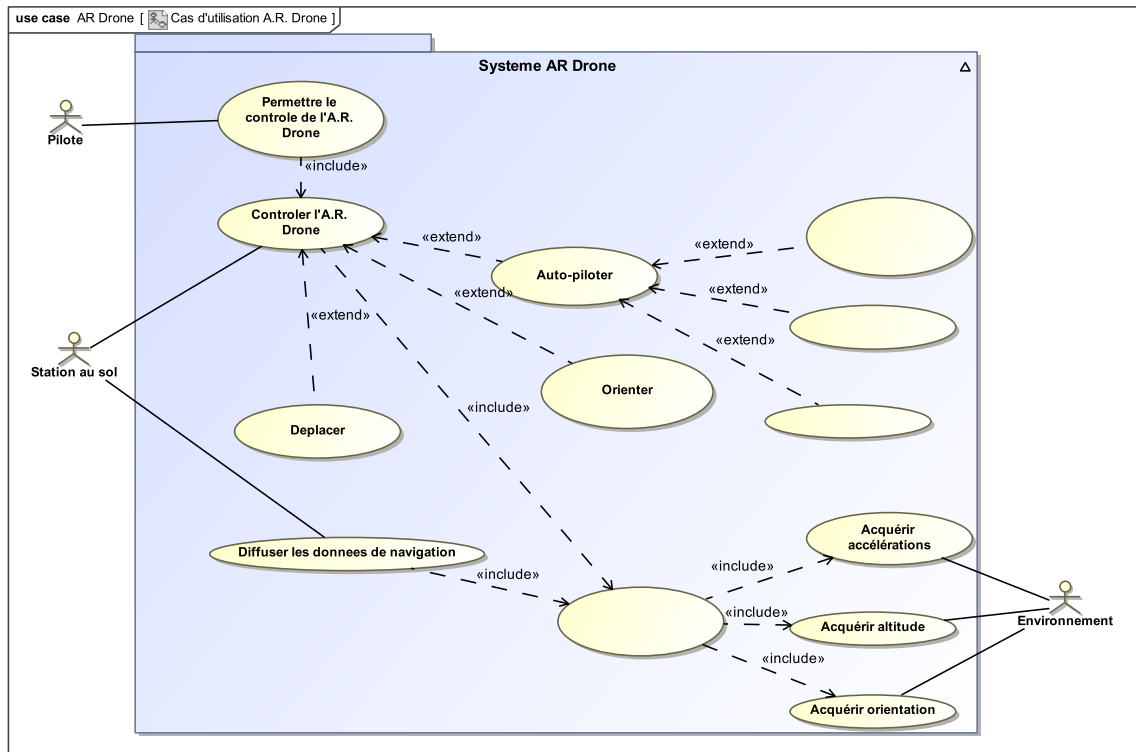 use case AR Drone [ Cas d'utilisation A.R. Drone ]
Systeme AR Drone
Permettre le
controle de l'A.R.
Drone
Pilote
«include»
Controler l'A.R.
Drone
«extend»
«extend»
Auto-piloter
«extend»
«extend»
«extend»
«extend»
Station au sol
Orienter
«include»
Deplacer
Acquérir
accélérations
Diffuser les donnees de navigation
«include»
«include»
«include»
Acquérir altitude
Environnement
«include»
Acquérir orientation